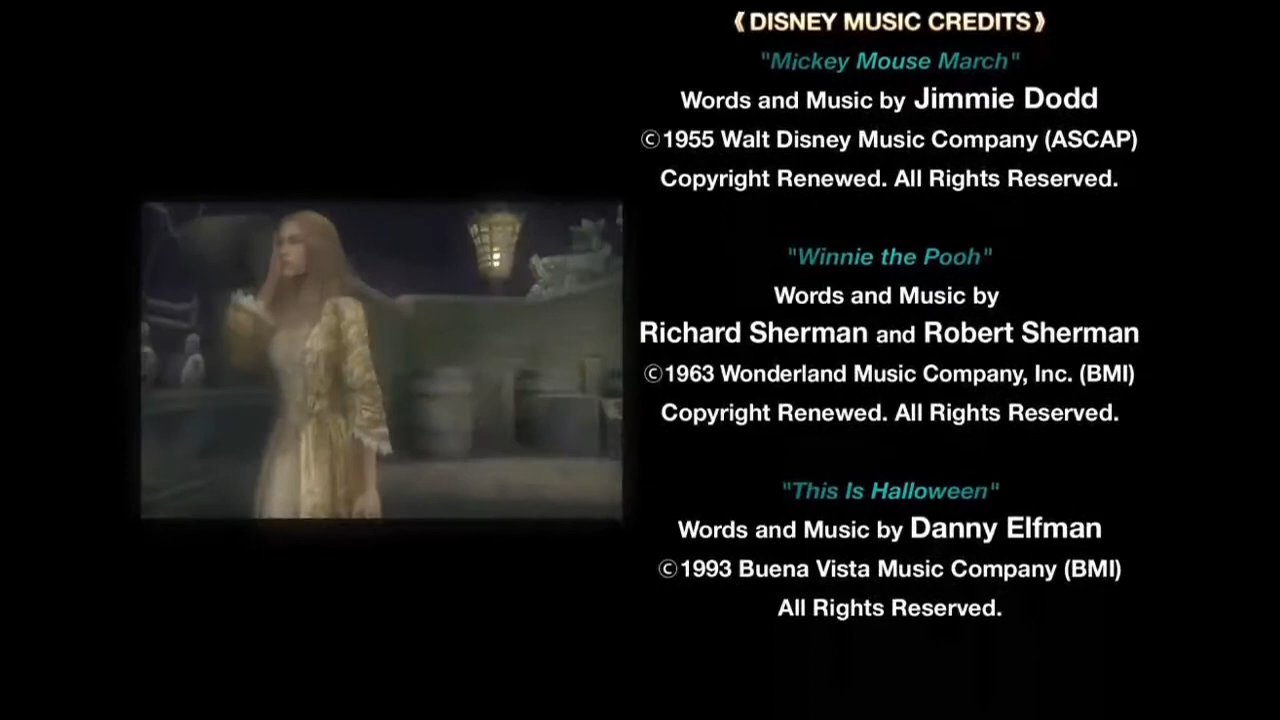 《DISNEY MUSIC CREDITS》
"Mickey Mouse March"
Words and Music by Jimmie Dodd
©1955 Walt Disney Music Company (ASCAP)
Copyright Renewed. All Rights Reserved.
"Winnie the Pooh"
Words and Music by
Richard Sherman and Robert Sherman
©1963 Wonderland Music Company, Inc. (BMI)
Copyright Renewed. All Rights Reserved.
"This Is Halloween"
Words and Music by Danny Elfman
©1993 Buena Vista Music Company (BMI)
All Rights Reserved.